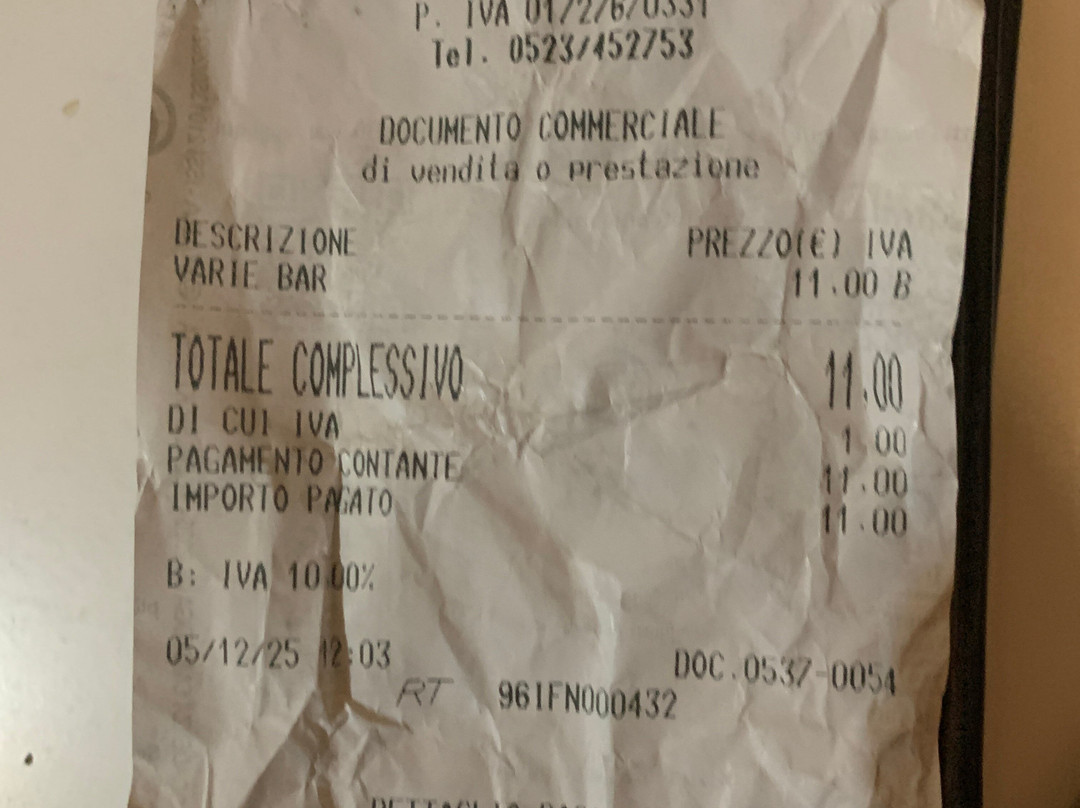 P. IVA 01727670331
Tel. 0523/452753
DOCUMENTO COMMERCIALE
di vendita o prestazione
DESCRIZIONE PREZZO(€) IVA
VARIE BAR 11.00 B
TOTALE COMPLESSIVO 11.00
DI CUI IVA 1.00
PAGAMENTO CONTANTE 11.00
IMPORTO PAGATO 11.00
B: IVA 10.00%
05/12/25 12:03 DOC.0537-0054
RT 96IFN000432